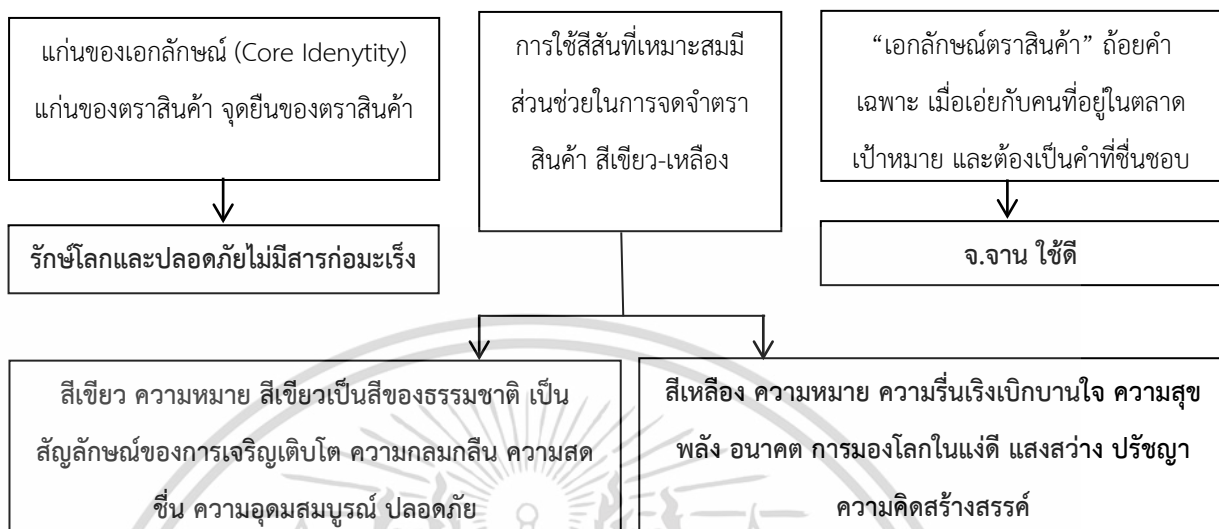 แก่นของเอกลักษณ์ (Core Idenytity)
แก่นของตราสินค้า จุดยืนของตราสินค้า
การใช้สีสันที่เหมาะสมมี
ส่วนช่วยในการจดจำตรา
สินค้า สีเขียว-เหลือง
“เอกลักษณ์ตราสินค้า” ถ้อยคำ
เฉพาะ เมื่อเอ่ยกับคนที่อยู่ในตลาด
เป้าหมาย และต้องเป็นคำที่ชื่นชอบ
รักษ์โลกและปลอดภัยไม่มีสารก่อมะเร็ง
จ.จาน ใช้ดี
สีเขียว ความหมาย สีเขียวเป็นสีของธรรมชาติ เป็น
สัญลักษณ์ของการเจริญเติบโต ความกลมกลืน ความสด
ชื่น ความอุดมสมบูรณ์ ปลอดภัย
สีเหลือง ความหมาย ความรื่นเริงเบิกบานใจ ความสุข
พลัง อนาคต การมองโลกในแง่ดี แสงสว่าง ปรัชญา
ความคิดสร้างสรรค์